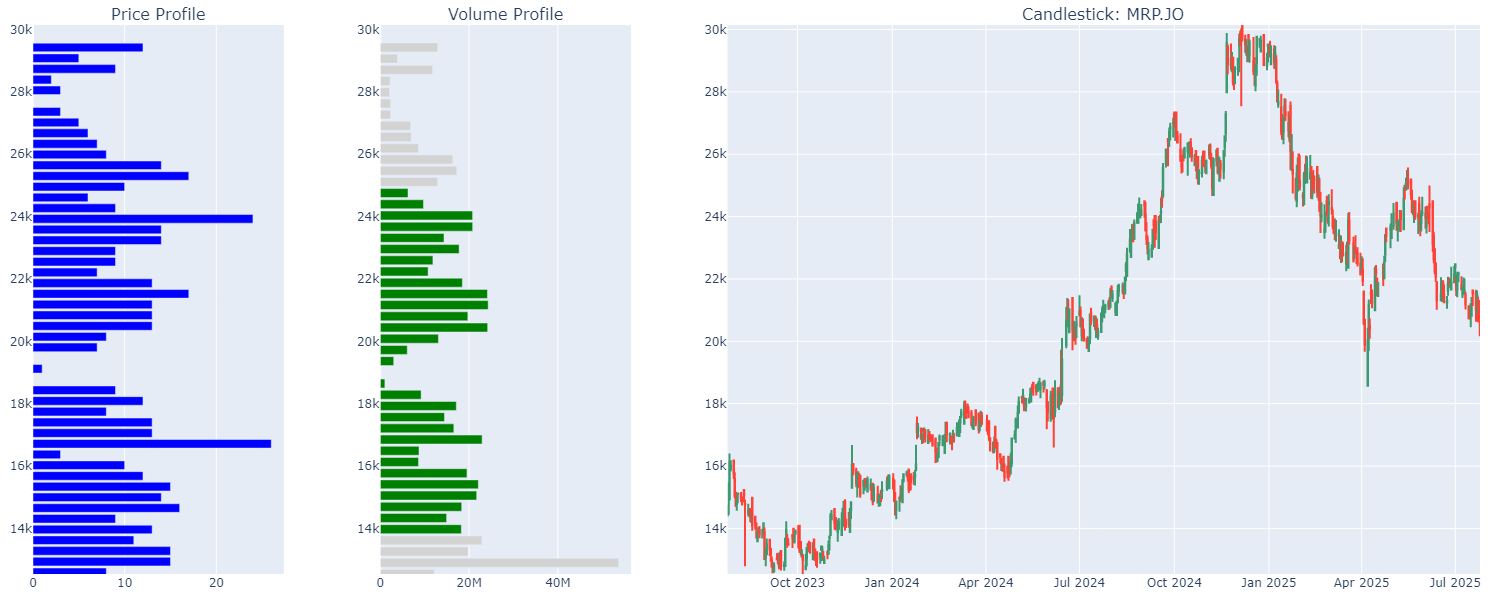 Price Profile
30k
28k
26k
24k
22k
20k
18k
16k
14k
0
10
20
Volume Profile
30k
28k
26k
24k
22k
20k
18k
16k
14k
0
20M
40M
Candlestick: MRP.JO
30k
28k
26k
24k
22k
20k
18k
16k
14k
Oct 2023
Jan 2024
Apr 2024
Jul 2024
Oct 2024
Jan 2025
Apr 2025
Jul 2025